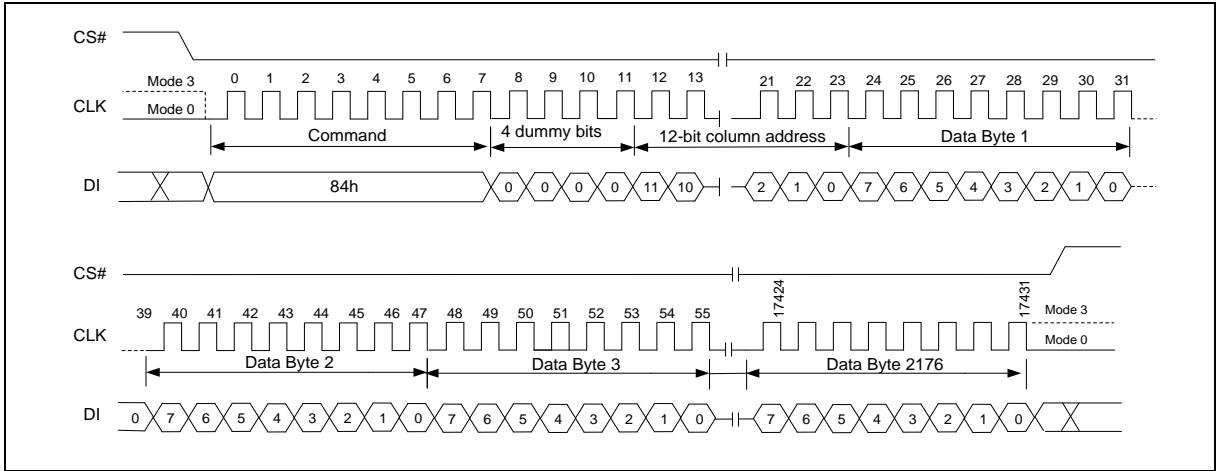 CS#
Mode 3 0 1 2 3 4 5 6 7 8 9 10 11 12 13 21 22 23 24 25 26 27 28 29 30 31
CLK
Mode 0
Command 4 dummy bits 12-bit column address Data Byte 1
DI 84h 0 0 0 0 11 10 2 1 0 7 6 5 4 3 2 1 0
CS#
39 40 41 42 43 44 45 46 47 48 49 50 51 52 53 54 55 17424 17431 Mode 3
CLK
Mode 0
Data Byte 2 Data Byte 3 Data Byte 2176
DI 0 7 6 5 4 3 2 1 0 7 6 5 4 3 2 1 0 7 6 5 4 3 2 1 0